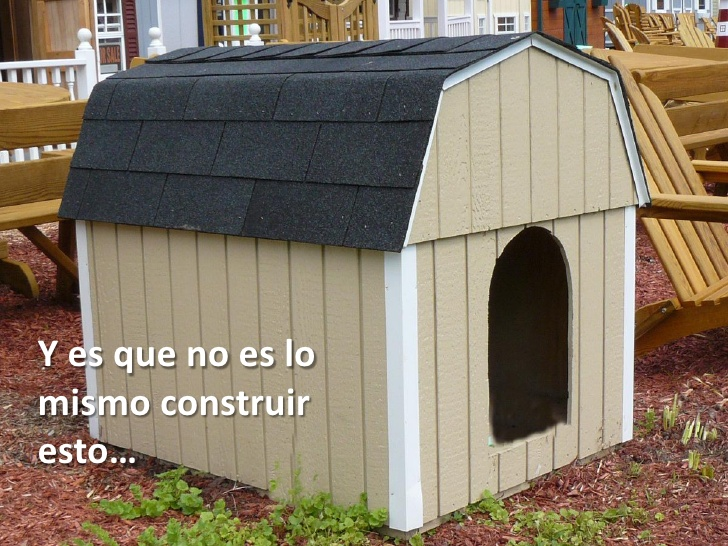 Y es que no es lo
mismo construir
esto…